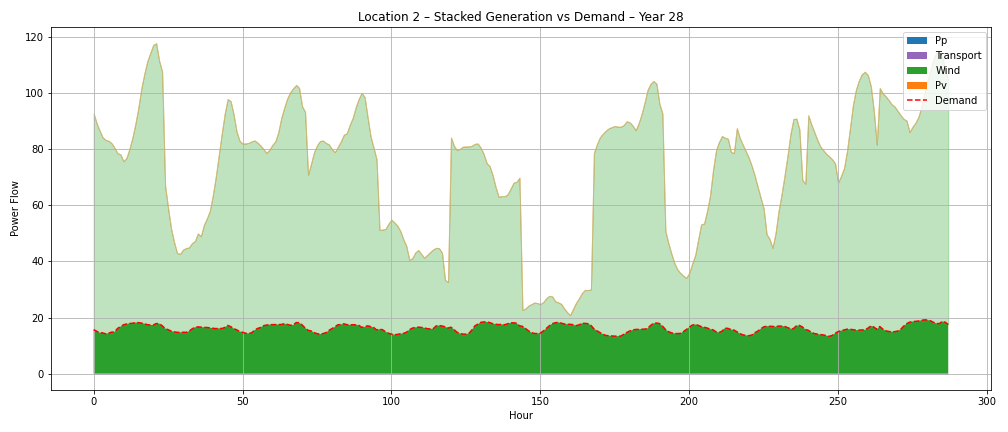 Location 2 – Stacked Generation vs Demand – Year 28
Power Flow
120
100
80
60
40
20
0
Pp
Transport
Wind
Pv
Demand
0 50 100 150 200 250 300
Hour